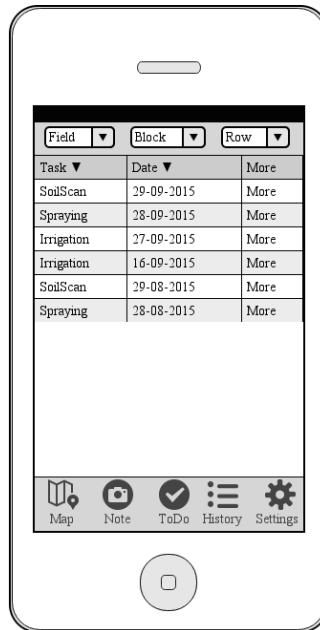 Field ▼ Block ▼ Row ▼
Task ▼ Date ▼ More
SoilScan 29-09-2015 More
Spraying 28-09-2015 More
Irrigation 27-09-2015 More
Irrigation 16-09-2015 More
SoilScan 29-08-2015 More
Spraying 28-08-2015 More
Map Note ToDo History Settings